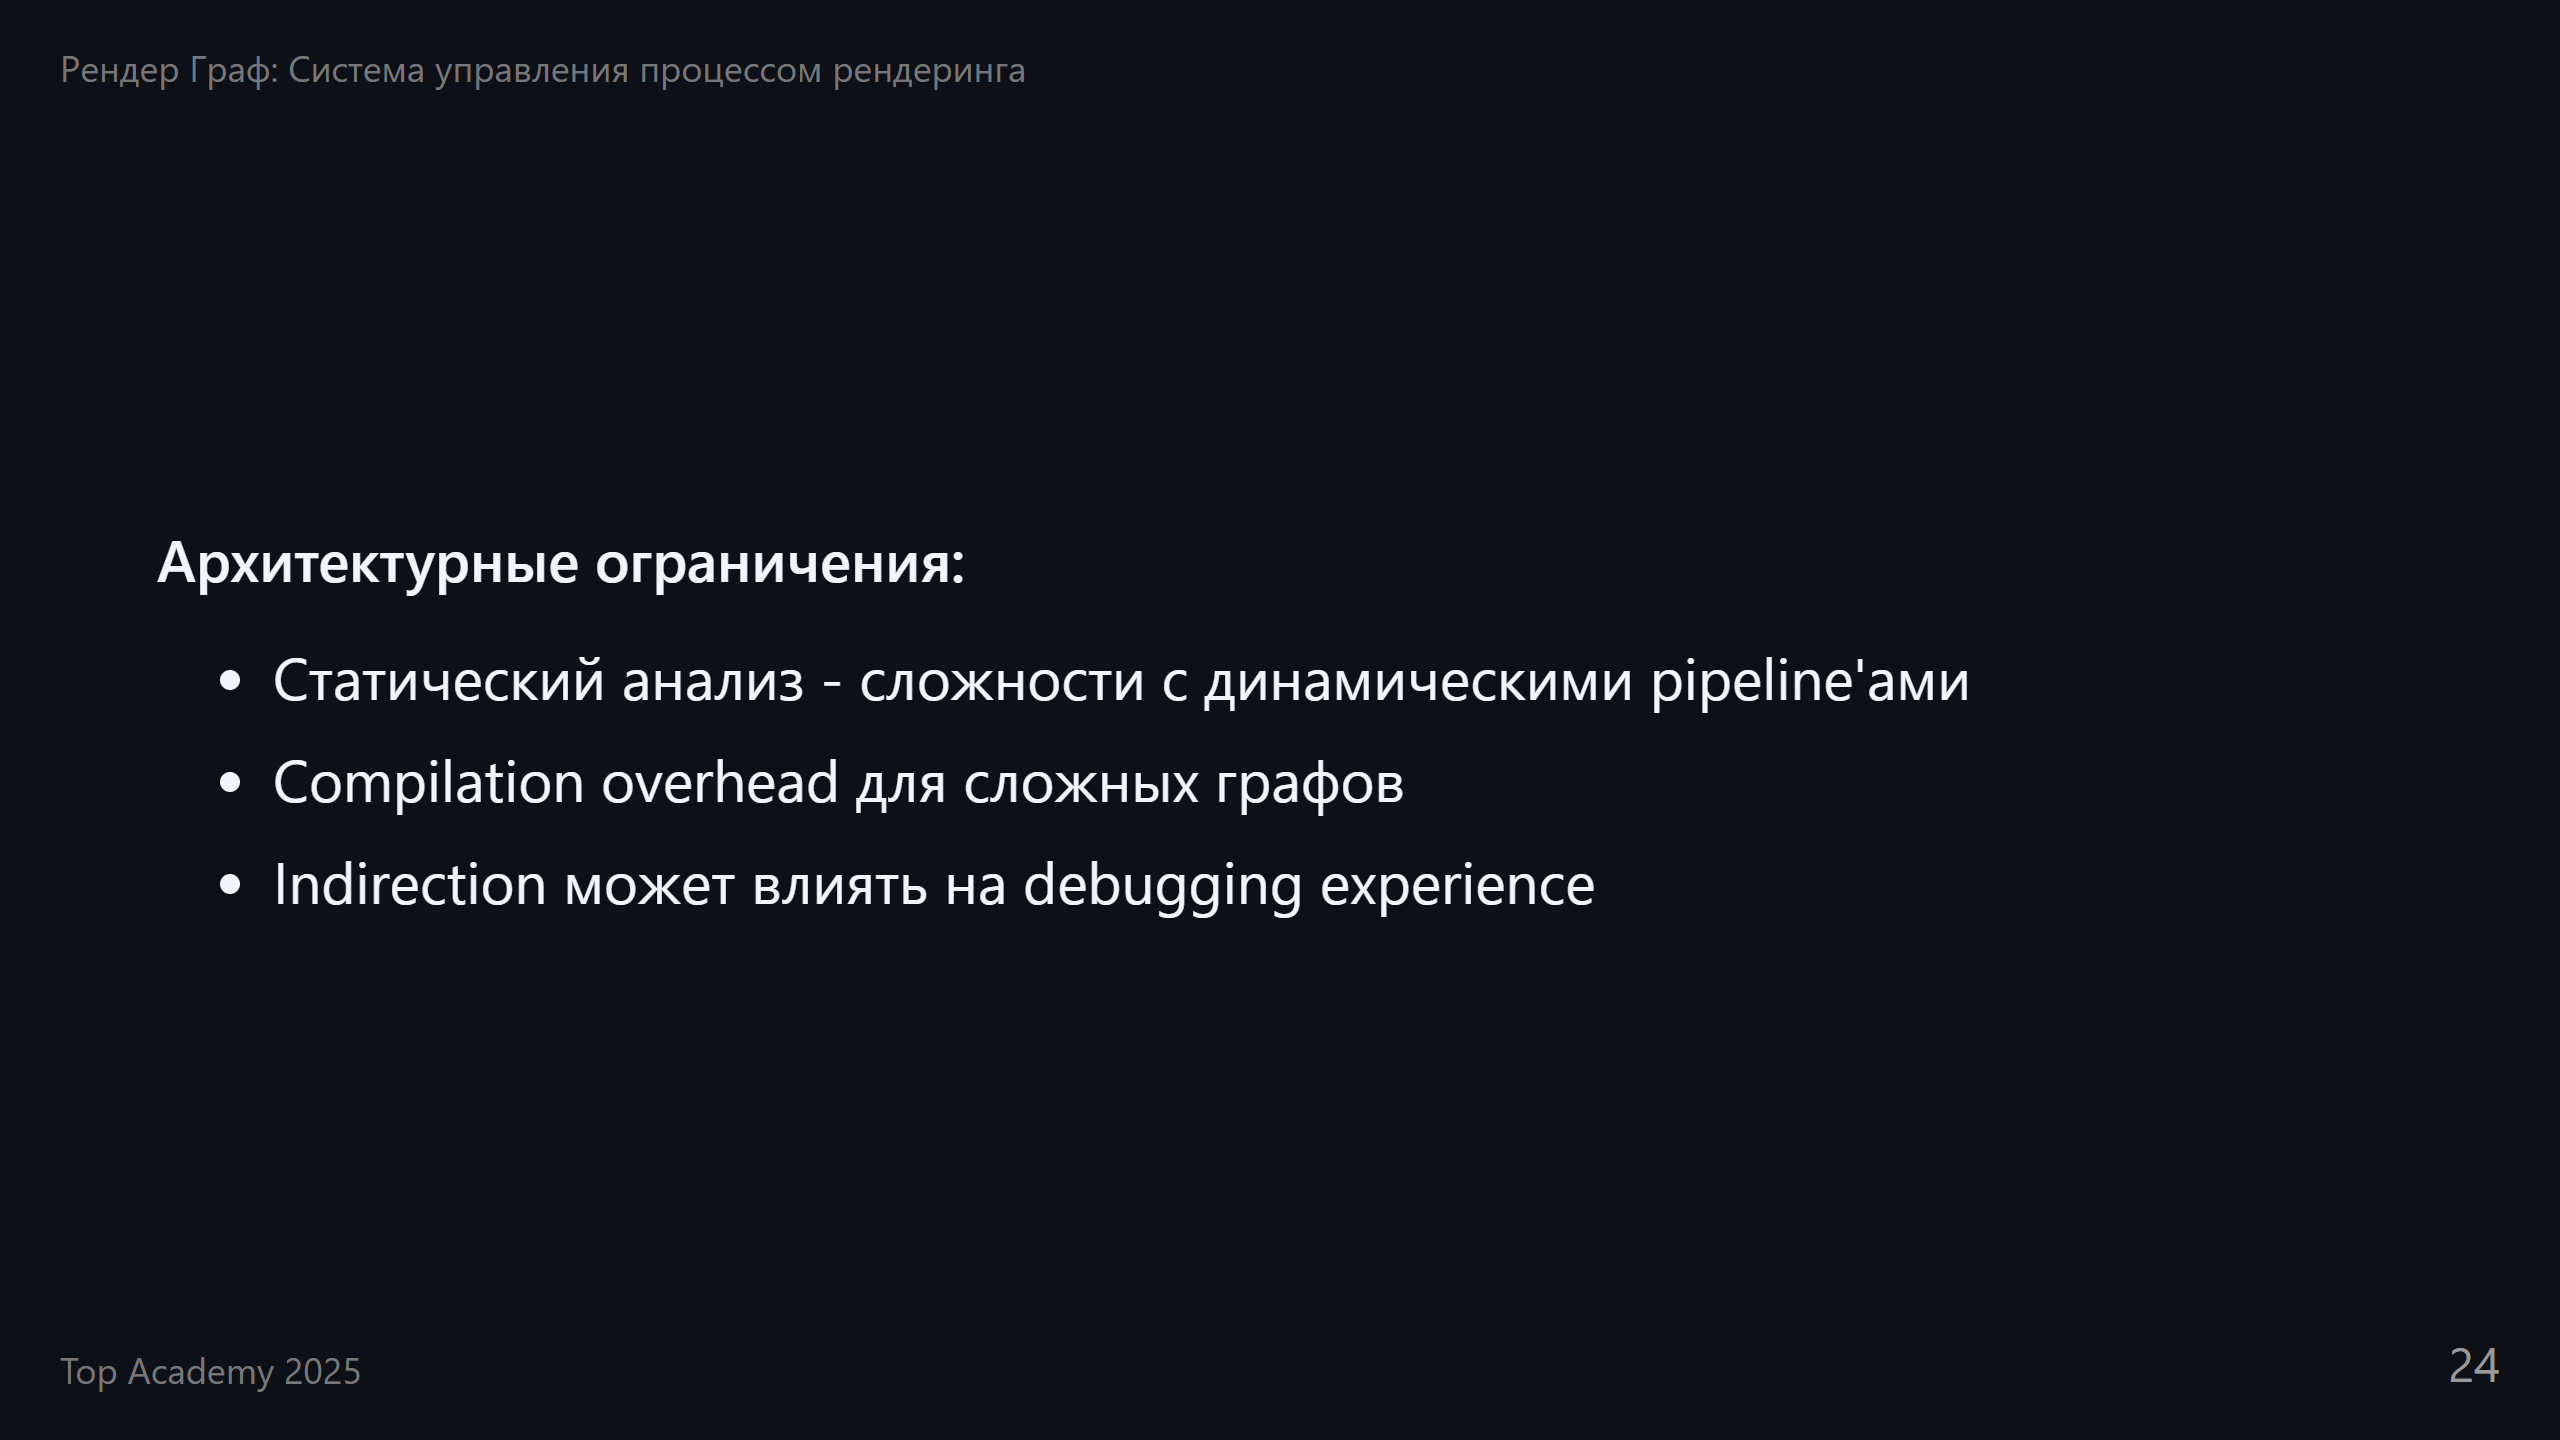 Рендер Граф: Система управления процессом рендеринга
Архитектурные ограничения:
• Статический анализ - сложности с динамическими pipeline'ами
• Compilation overhead для сложных графов
• Indirection может влиять на debugging experience
Top Academy 2025
24